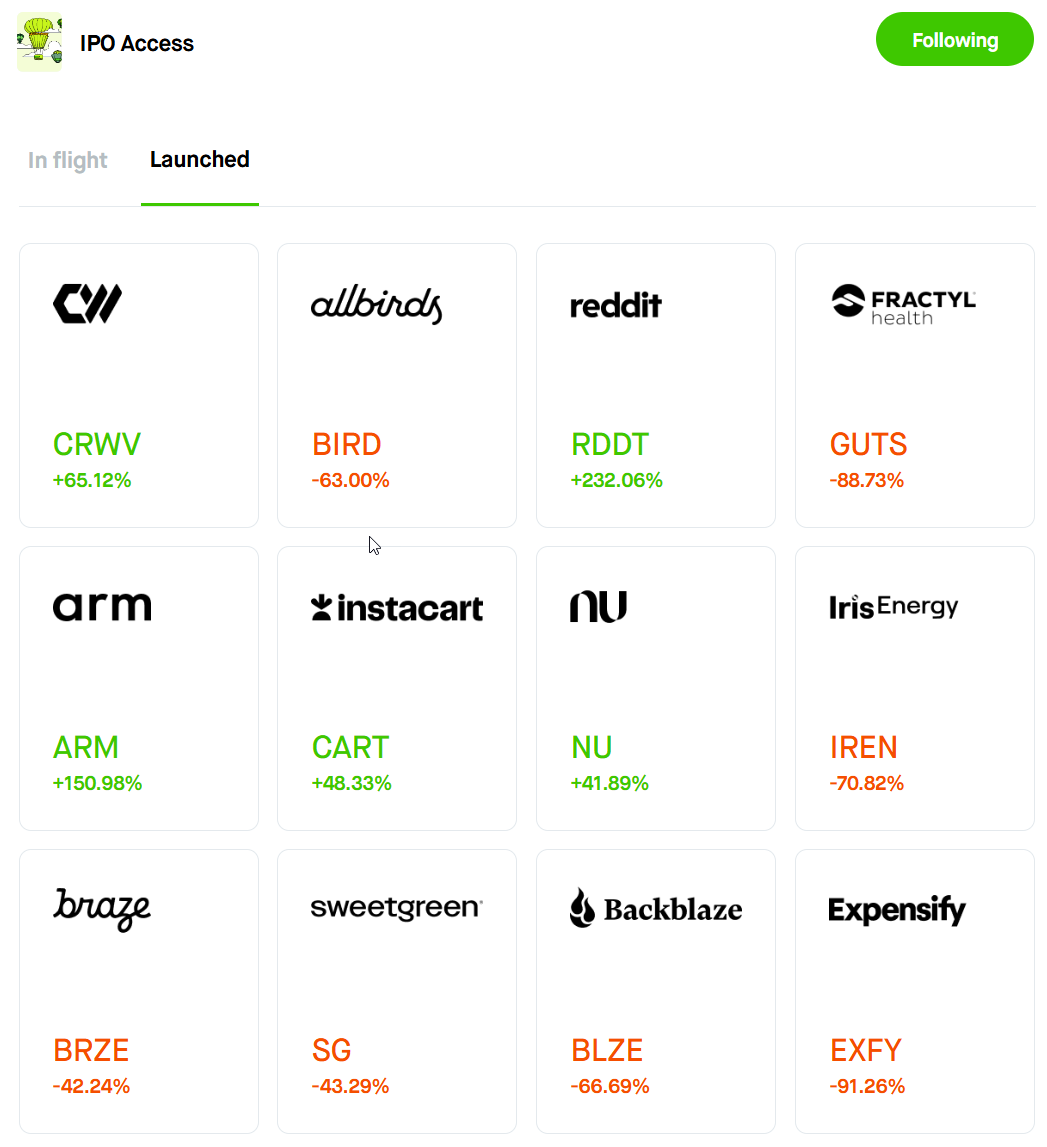 IPO Access
Following
In flight
Launched
CW
allbirds
reddit
FRACTYL
health
CRWV
+65.12%
BIRD
-63.00%
RDDT
+232.06%
GUTS
-88.73%
arm
instacart
nu
Iris Energy
ARM
+150.98%
CART
+48.33%
NU
+41.89%
IREN
-70.82%
braze
sweetgreen
Backblaze
Expensify
BRZE
-42.24%
SG
-43.29%
BLZE
-66.69%
EXFY
-91.26%